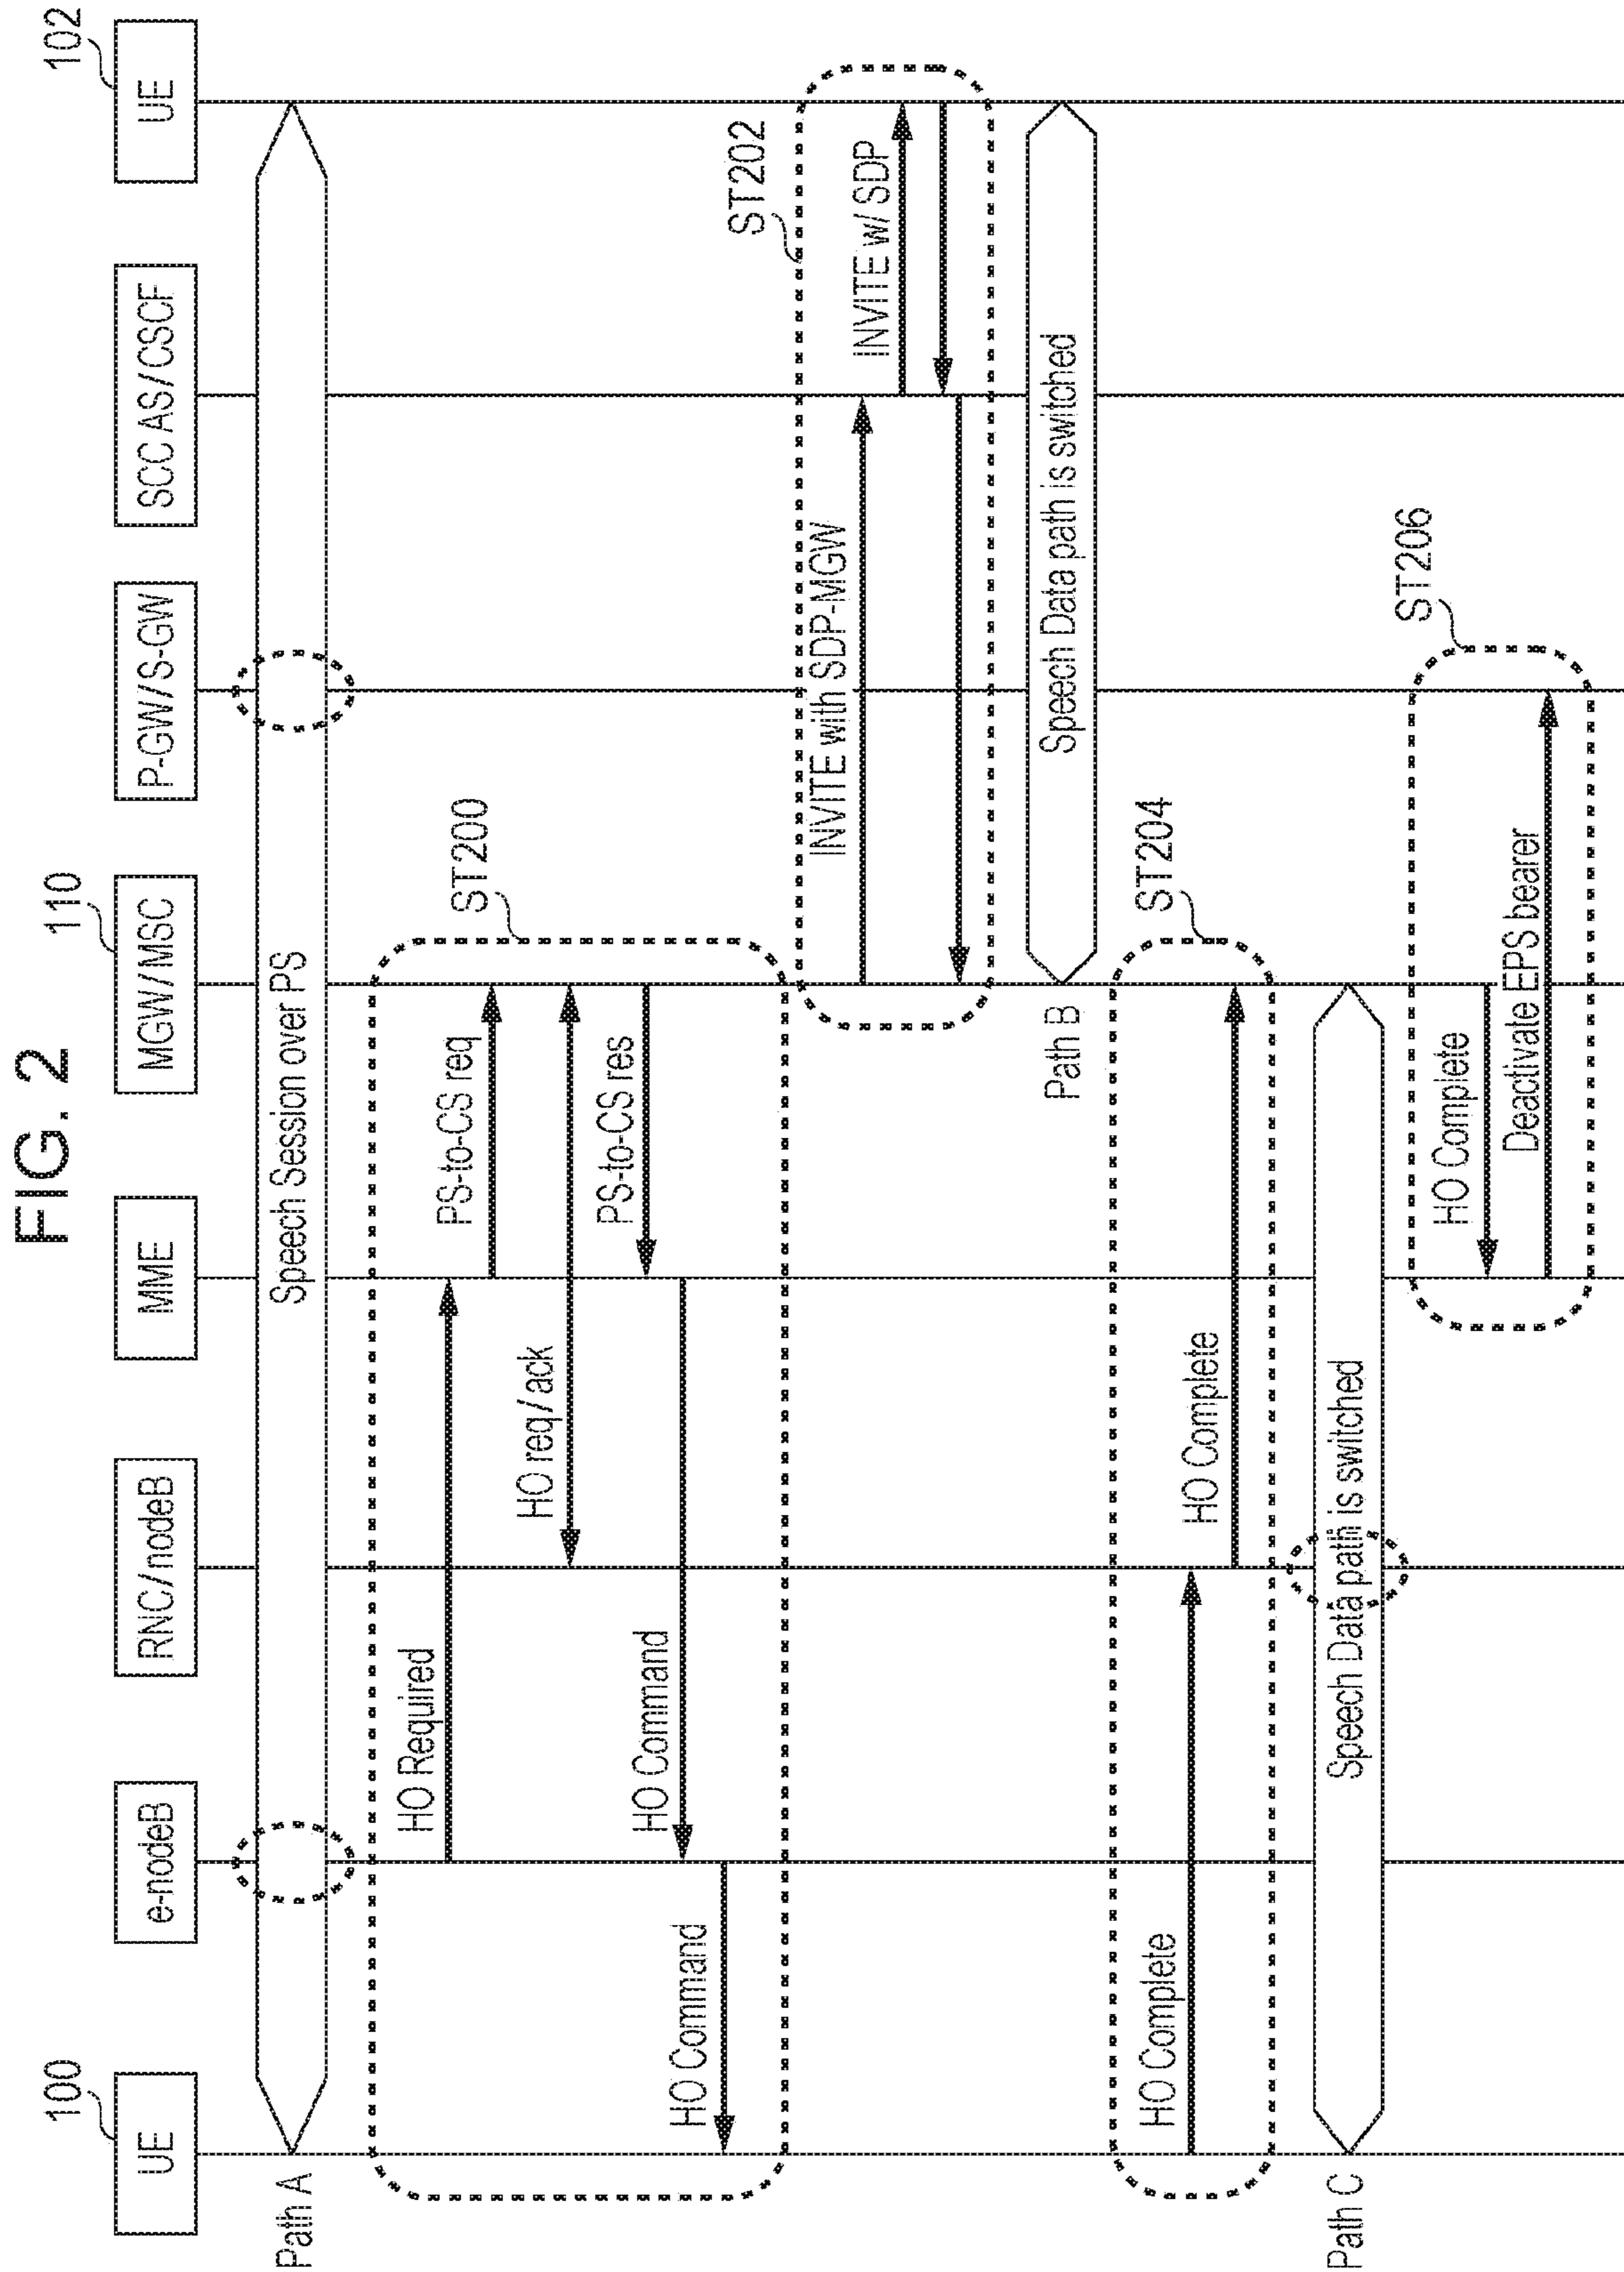 FIG. 2
100
110
102
UE
e-nodeB
RNC/nodeB
MME
MGW/MSC
P-GW/S-GW
SCC AS/CSCF
UE
Path A
Speech Session over PS
ST200
HO Required
PS-to-CS req
HO req/ack
PS-to-CS res
HO Command
HO Command
ST202
INVITE with SDP-MGW
INVITE w/ SDP
Path B
Speech Data path is switched
ST204
HO Complete
HO Complete
Path C
Speech Data path is switched
ST206
HO Complete
Deactivate EPS bearer